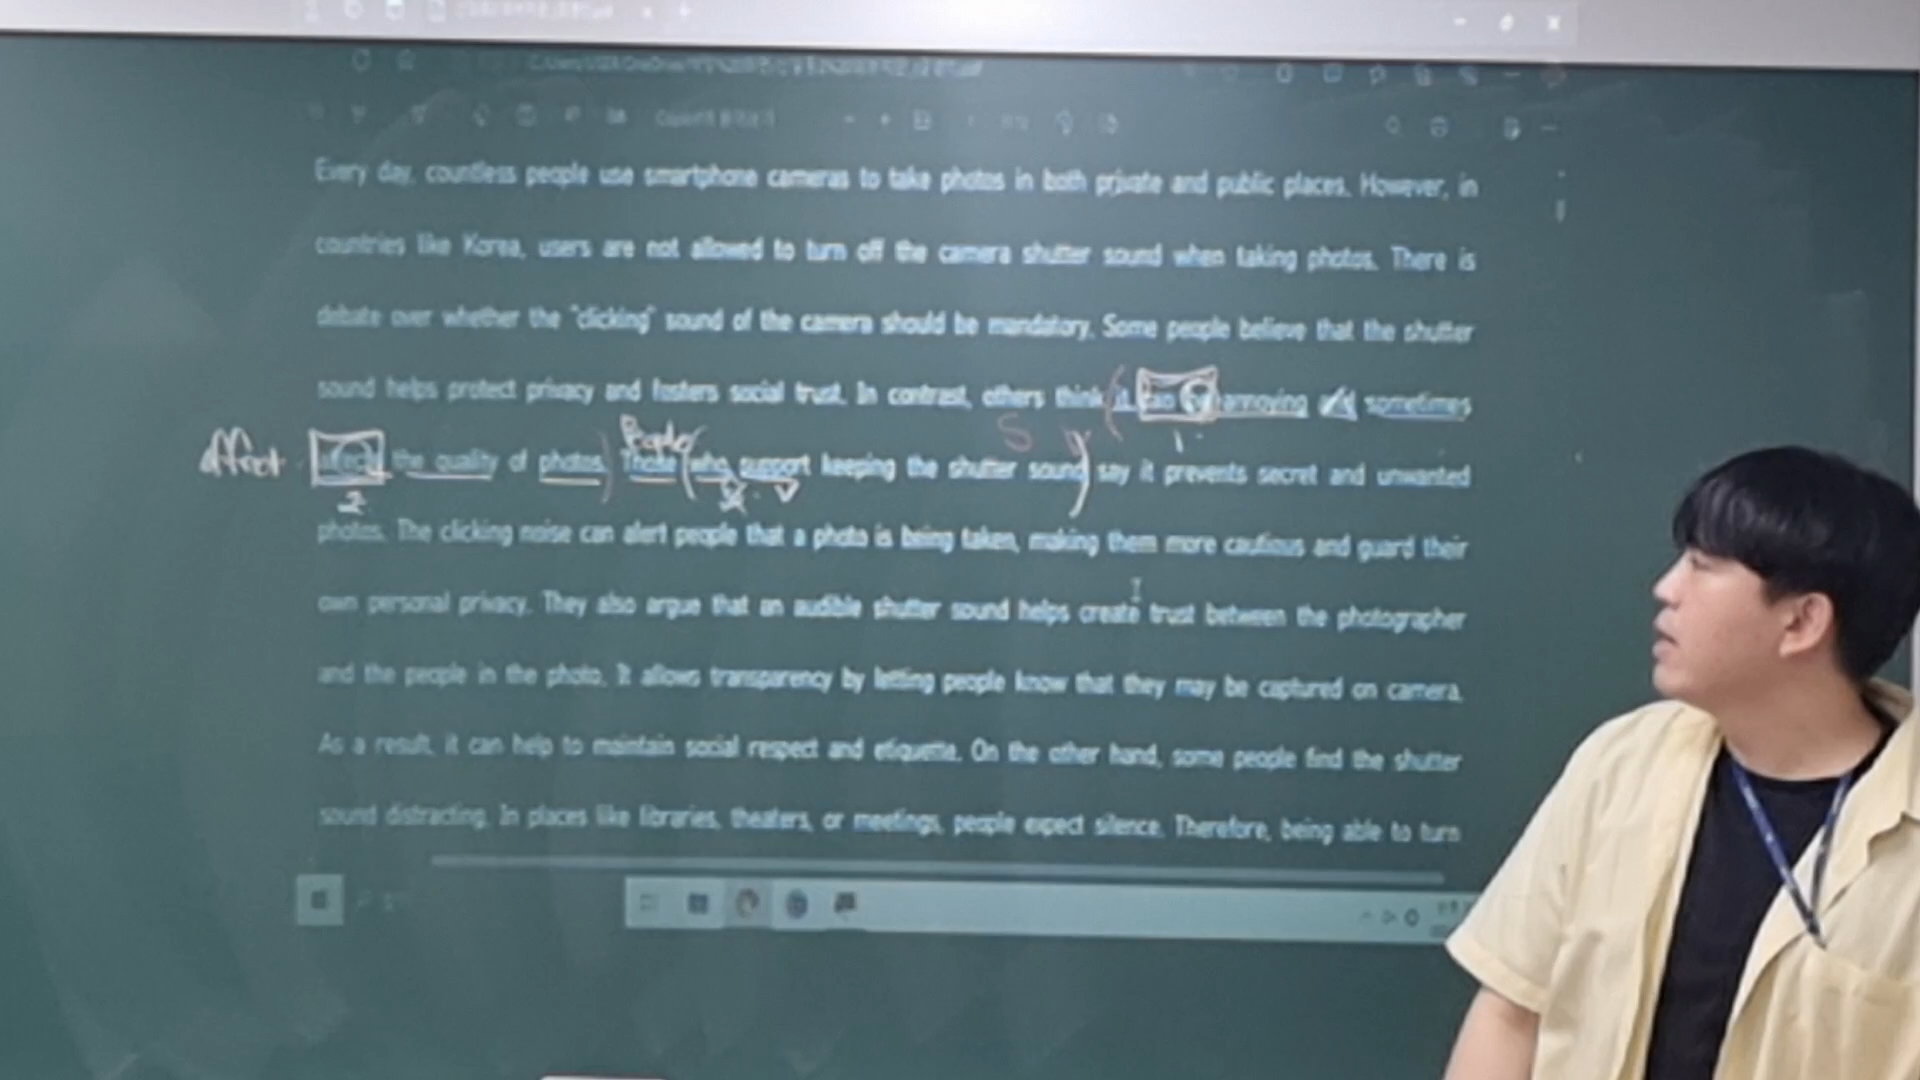 Every day, countless people use smartphone cameras to take photos in both private and public places. However, in
countries like Korea, users are not allowed to turn off the camera shutter sound when taking photos. There is
debate over whether the "clicking" sound of the camera should be mandatory. Some people believe that the shutter
sound helps protect privacy and fosters social trust. In contrast, others think it can be annoying and sometimes
S
1
People
affect
the quality of photos. Those who support keeping the shutter sound say it prevents secret and unwanted
2
photos. The clicking noise can alert people that a photo is being taken, making them more cautious and guard their
own personal privacy. They also argue that an audible shutter sound helps create trust between the photographer
and the people in the photo. It allows transparency by letting people know that they may be captured on camera.
As a result, it can help to maintain social respect and etiquette. On the other hand, some people find the shutter
sound distracting. In places like libraries, theaters, or meetings, people expect silence. Therefore, being able to turn